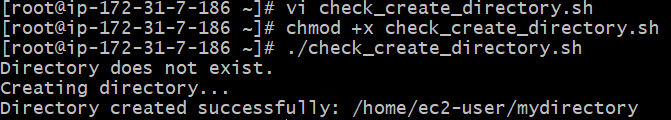 [root@ip-172-31-7-186 ~]# vi check_create_directory.sh
[root@ip-172-31-7-186 ~]# chmod +x check_create_directory.sh
[root@ip-172-31-7-186 ~]# ./check_create_directory.sh
Directory does not exist.
Creating directory...
Directory created successfully: /home/ec2-user/mydirectory